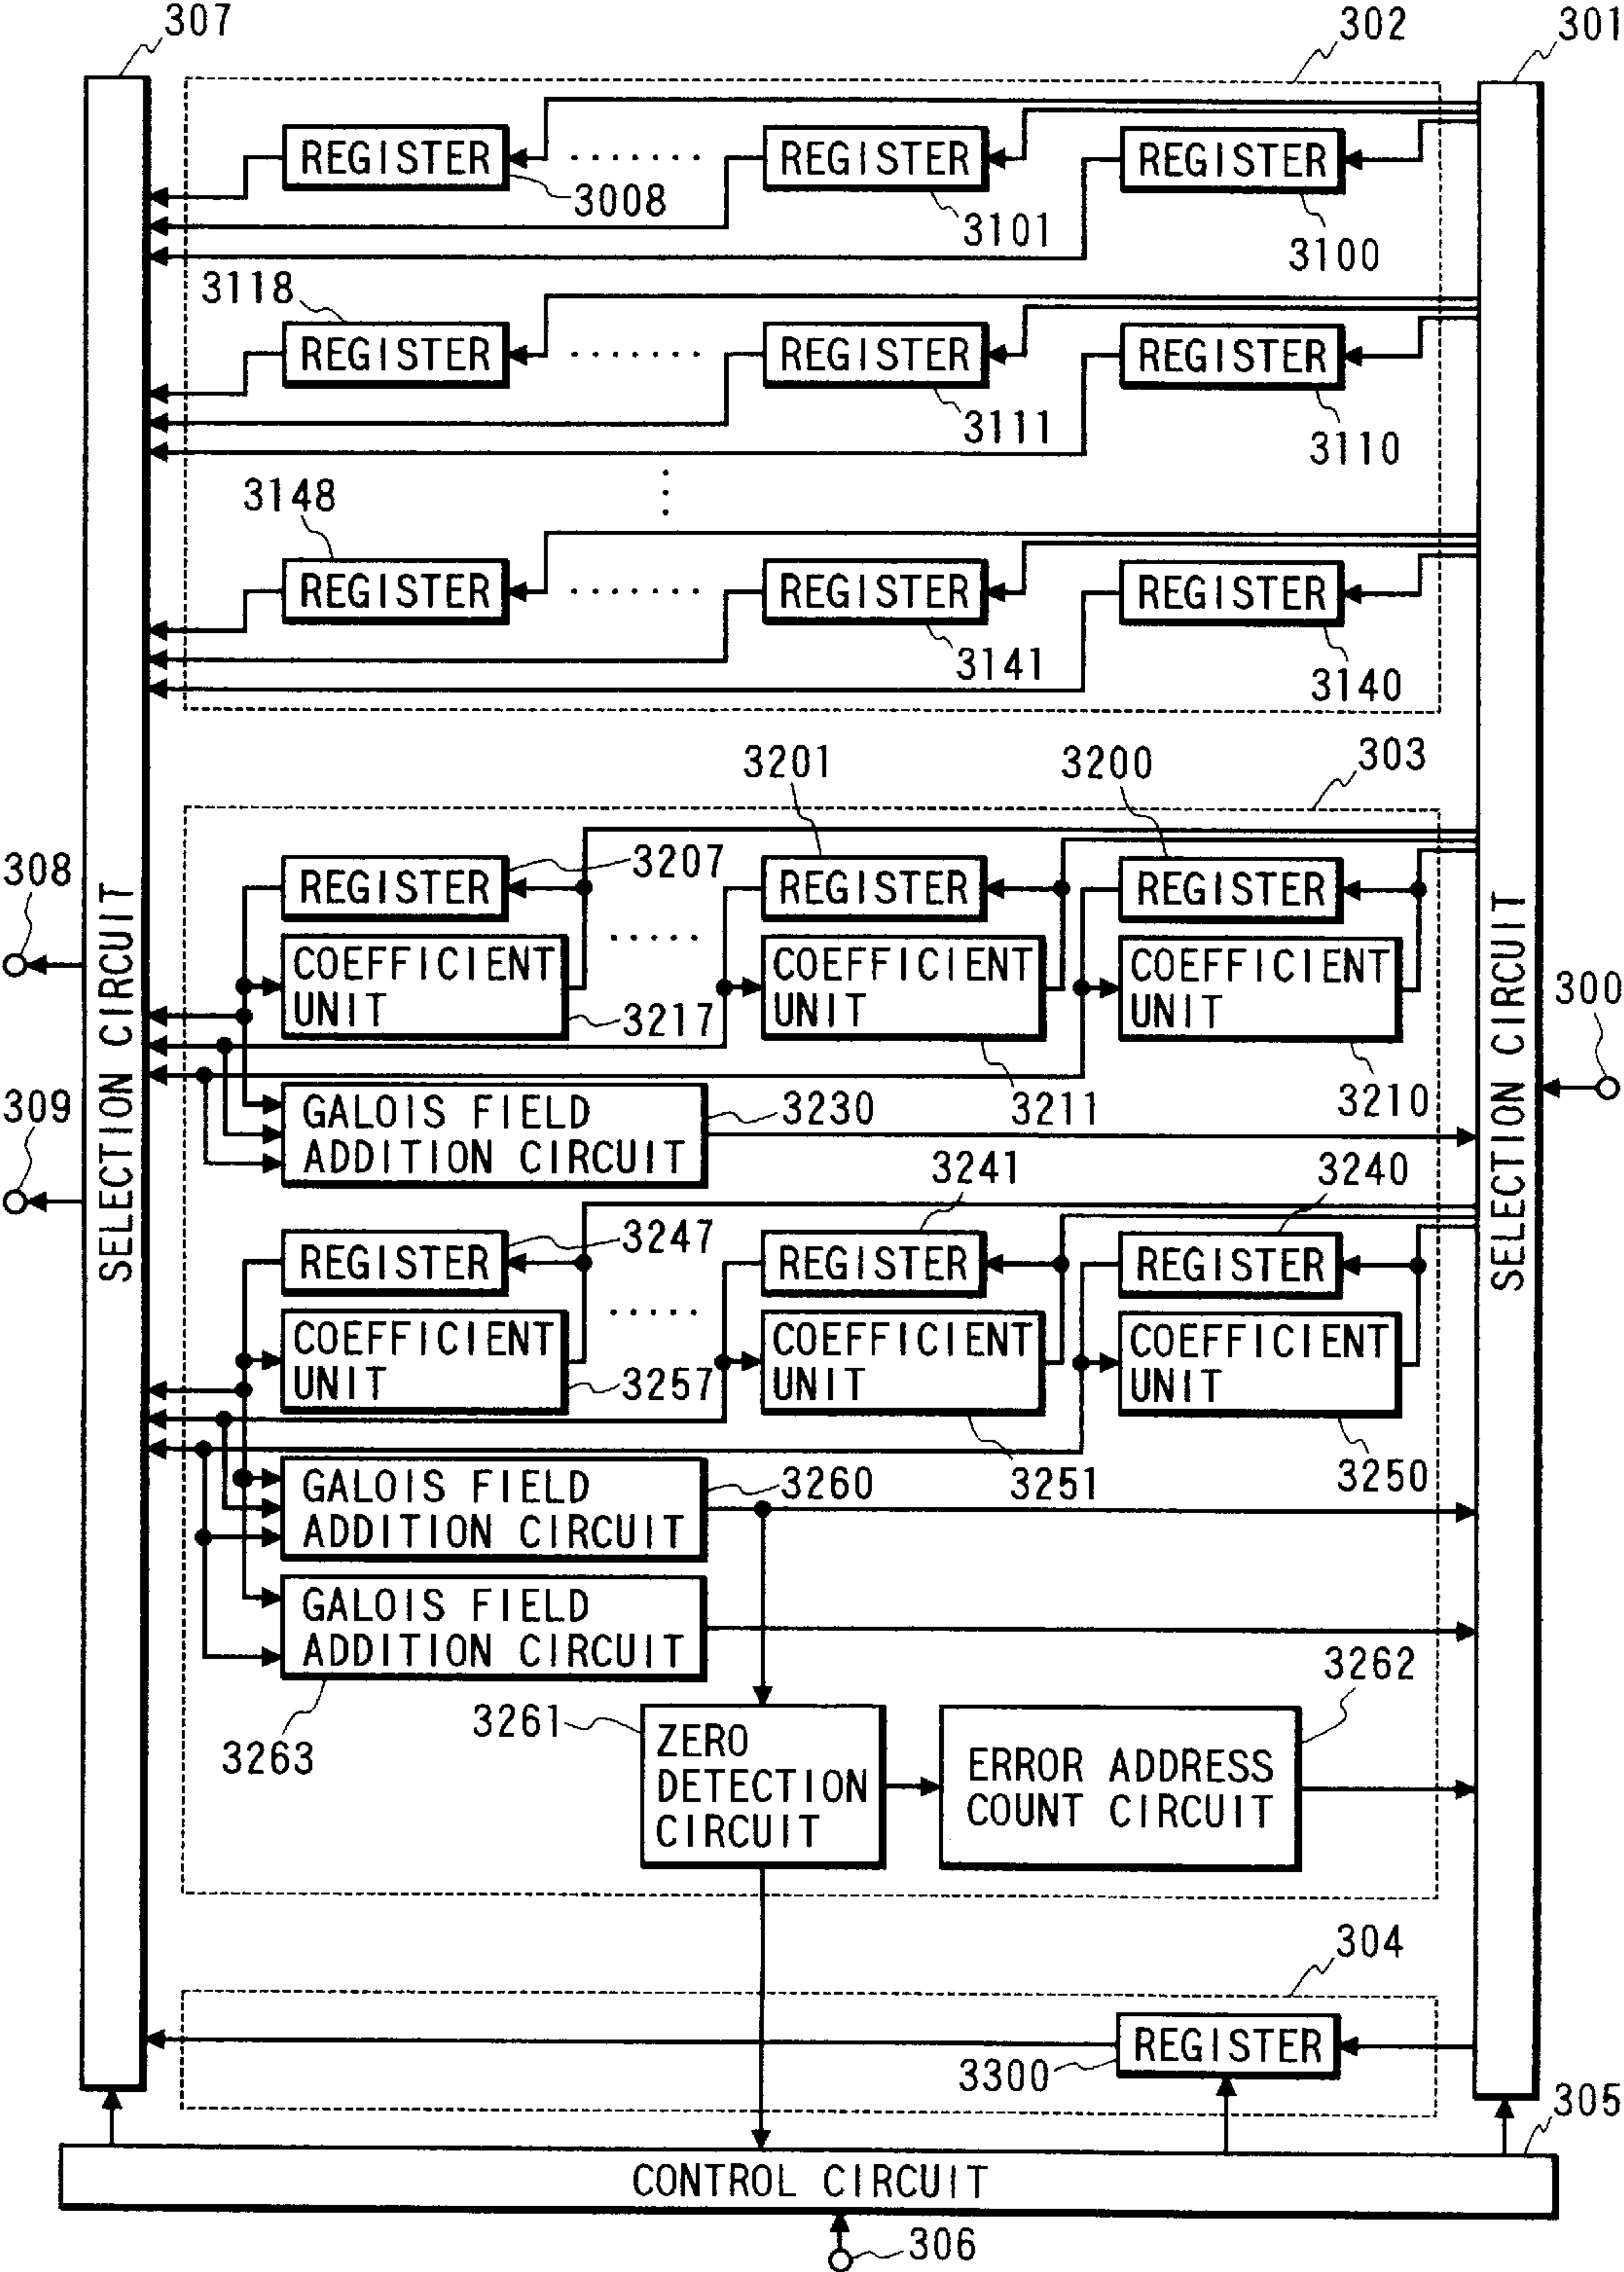 307
302
301
REGISTER
.......
REGISTER
REGISTER
3008
3101
3100
3118
REGISTER
.......
REGISTER
REGISTER
3111
3110
3148
REGISTER
.......
REGISTER
REGISTER
3141
3140
303
3201
3200
3207
REGISTER
REGISTER
REGISTER
308
.....
COEFFICIENT
UNIT
COEFFICIENT
UNIT
COEFFICIENT
UNIT
300
3217
3211
3210
309
GALOIS FIELD
ADDITION CIRCUIT
3230
SELECTION CIRCUIT
SELECTION CIRCUIT
3241
3240
3247
REGISTER
REGISTER
REGISTER
.....
COEFFICIENT
UNIT
COEFFICIENT
UNIT
COEFFICIENT
UNIT
3257
3251
3250
GALOIS FIELD
ADDITION CIRCUIT
3260
GALOIS FIELD
ADDITION CIRCUIT
3263
3262
3261
ZERO
DETECTION
CIRCUIT
ERROR ADDRESS
COUNT CIRCUIT
304
REGISTER
3300
305
CONTROL CIRCUIT
306